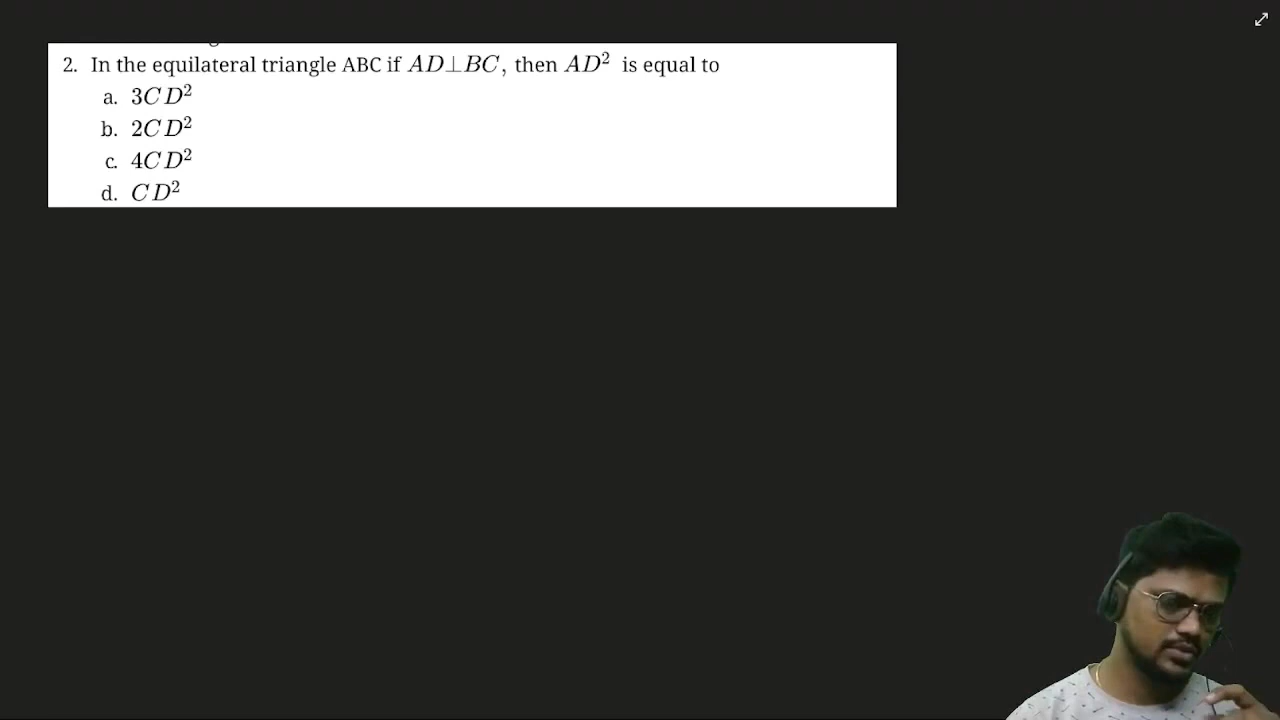 2. In the equilateral triangle ABC if AD⊥BC, then AD² is equal to
a. 3CD²
b. 2CD²
c. 4CD²
d. CD²